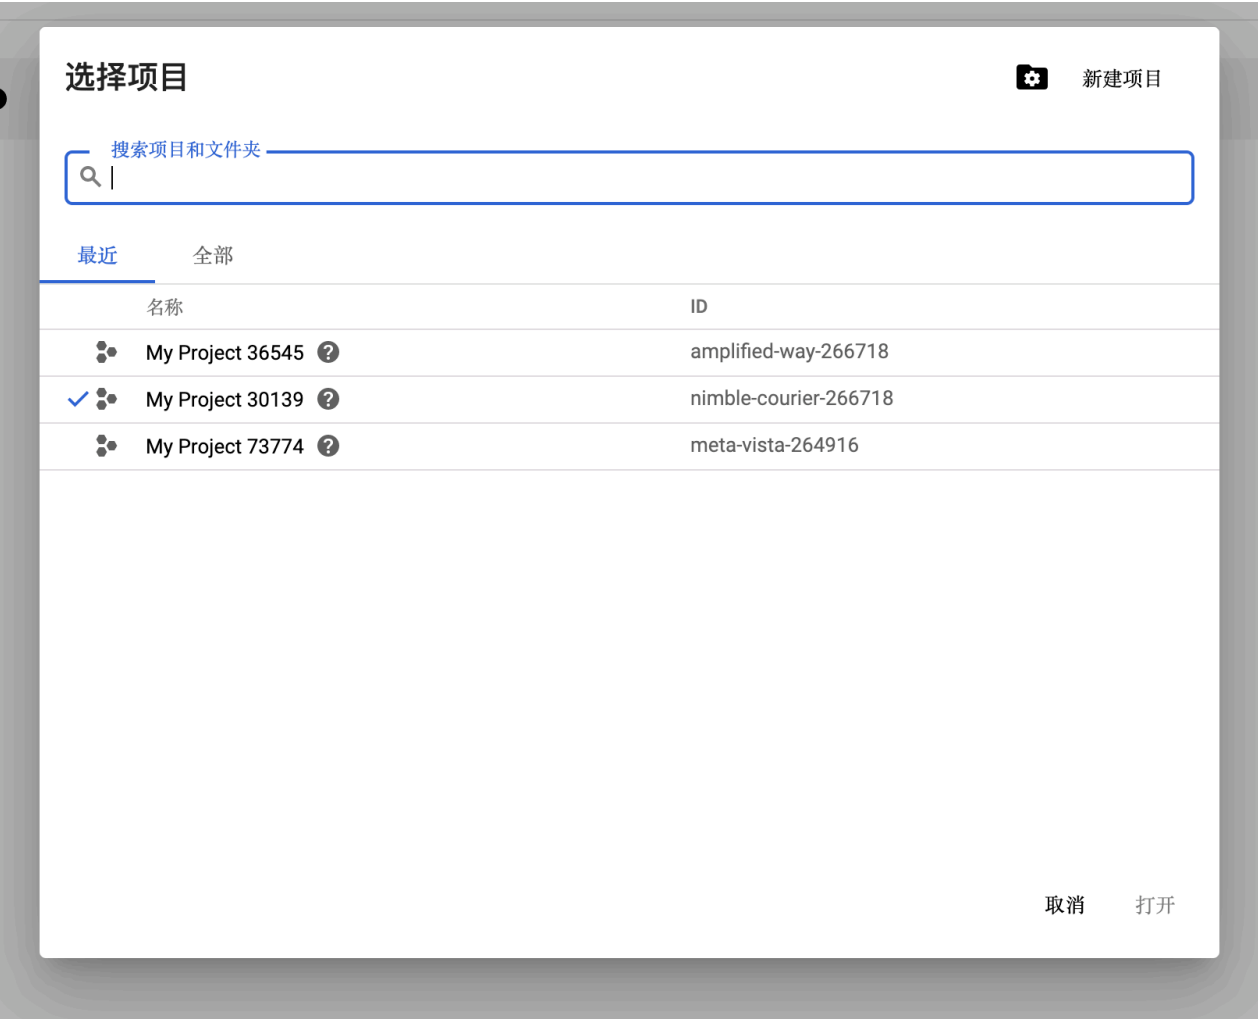 选择项目
新建项目
搜索项目和文件夹
最近 全部
名称 ID
My Project 36545 amplified-way-266718
My Project 30139 nimble-courier-266718
My Project 73774 meta-vista-264916
取消 打开